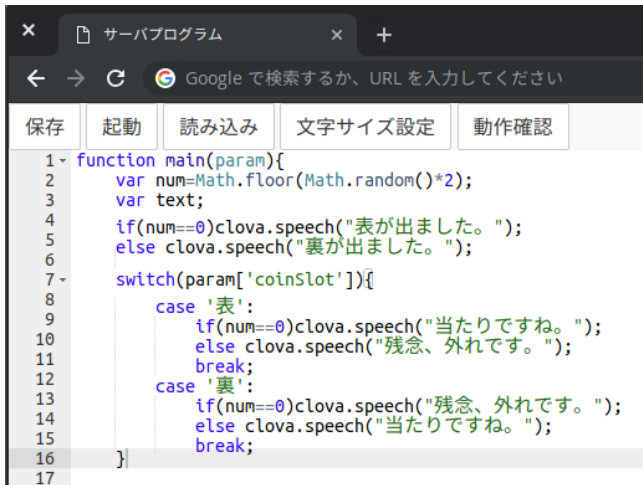 サーバプログラム
Google で検索するか、URL を入力してください
保存 起動 読み込み 文字サイズ設定 動作確認
1 function main(param){
2     var num=Math.floor(Math.random()*2);
3     var text;
4     if(num==0)clova.speech("表が出ました。");
5     else clova.speech("裏が出ました。");
6
7     switch(param['coinSlot']){
8         case '表':
9             if(num==0)clova.speech("当たりですね。");
10             else clova.speech("残念、外れです。");
11             break;
12         case '裏':
13             if(num==0)clova.speech("残念、外れです。");
14             else clova.speech("当たりですね。");
15             break;
16     }
17